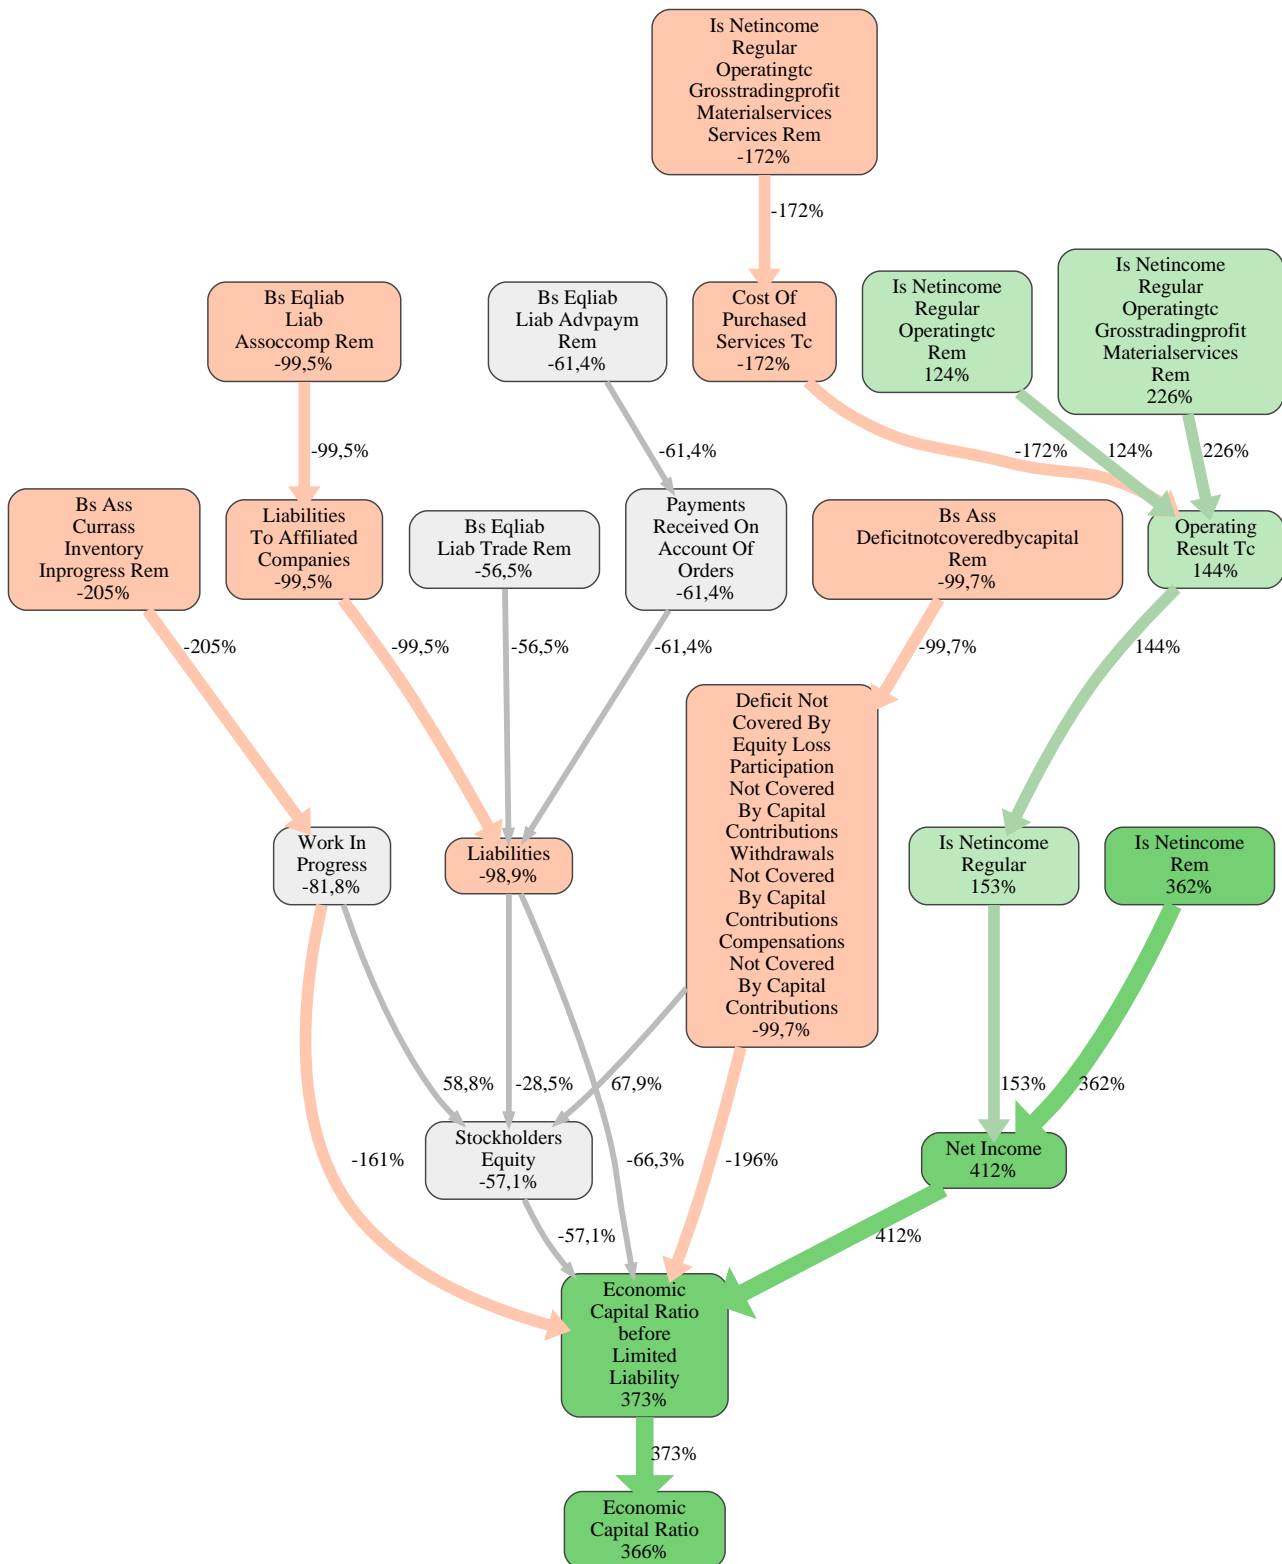 Is Netincome
Regular
Operatingtc
Grosstradingprofit
Materialservices
Services Rem
-172%
-172%
Bs Eqliab
Liab
Assoccomp Rem
-99,5%
Bs Eqliab
Liab Advpaym
Rem
-61,4%
Cost Of
Purchased
Services Tc
-172%
Is Netincome
Regular
Operatingtc
Rem
124%
Is Netincome
Regular
Operatingtc
Grosstradingprofit
Materialservices
Rem
226%
-99,5%
-61,4%
-172%
124%
226%
Bs Ass
Currass
Inventory
Inprogress Rem
-205%
Liabilities
To Affiliated
Companies
-99,5%
Bs Eqliab
Liab Trade Rem
-56,5%
Payments
Received On
Account Of
Orders
-61,4%
Bs Ass
Deficitnotcoveredbycapital
Rem
-99,7%
Operating
Result Tc
144%
-205%
-99,5%
-56,5%
-61,4%
-99,7%
144%
Deficit Not
Covered By
Equity Loss
Participation
Not Covered
By Capital
Contributions
Withdrawals
Not Covered
By Capital
Contributions
Compensations
Not Covered
By Capital
Contributions
-99,7%
Work In
Progress
-81,8%
Liabilities
-98,9%
Is Netincome
Regular
153%
Is Netincome
Rem
362%
58,8%
-28,5%
67,9%
153%
362%
Stockholders
Equity
-57,1%
Net Income
412%
-161%
-66,3%
-196%
-57,1%
412%
Economic
Capital Ratio
before
Limited
Liability
373%
373%
Economic
Capital Ratio
366%